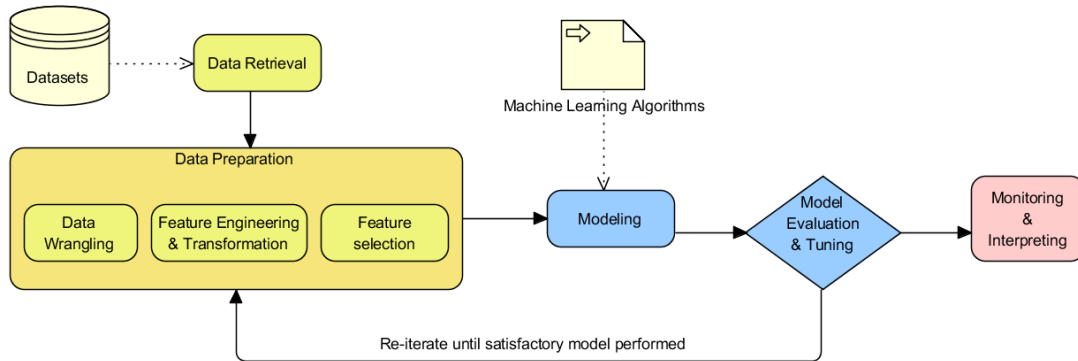 Datasets
Data Retrieval
Machine Learning Algorithms
Data Preparation
Data
Wrangling
Feature Engineering
& Transformation
Feature
selection
Modeling
Model
Evaluation
& Tuning
Monitoring
&
Interpreting
Re-iterate until satisfactory model performed